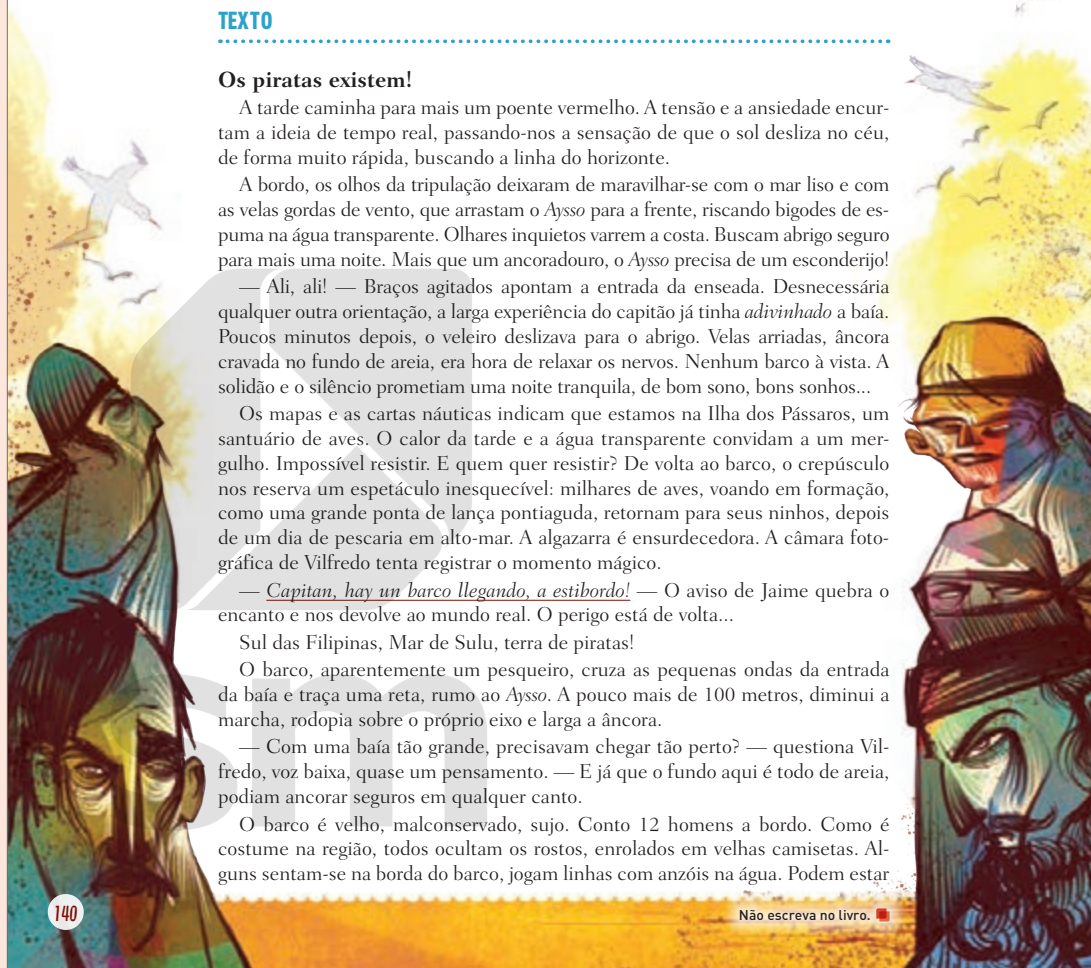 TEXTO
Os piratas existem!
A tarde caminha para mais um poente vermelho. A tensão e a ansiedade encur-
tam a ideia de tempo real, passando-nos a sensação de que o sol desliza no céu,
de forma muito rápida, buscando a linha do horizonte.
A bordo, os olhos da tripulação deixaram de maravilhar-se com o mar liso e com
as velas gordas de vento, que arrastam o Aysso para a frente, riscando bigodes de es-
puma na água transparente. Olhares inquietos varrem a costa. Buscam abrigo seguro
para mais uma noite. Mais que um ancoradouro, o Aysso precisa de um esconderijo!
— Ali, ali! — Braços agitados apontam a entrada da enseada. Desnecessária
qualquer outra orientação, a larga experiência do capitão já tinha adivinhado a baía.
Poucos minutos depois, o veleiro deslizava para o abrigo. Velas arriadas, âncora
cravada no fundo de areia, era hora de relaxar os nervos. Nenhum barco à vista. A
solidão e o silêncio prometiam uma noite tranquila, de bom sono, bons sonhos...
Os mapas e as cartas náuticas indicam que estamos na Ilha dos Pássaros, um
santuário de aves. O calor da tarde e a água transparente convidam a um mer-
gulho. Impossível resistir. E quem quer resistir? De volta ao barco, o crepúsculo
nos reserva um espetáculo inesquecível: milhares de aves, voando em formação,
como uma grande ponta de lança pontiaguda, retornam para seus ninhos, depois
de um dia de pescaria em alto-mar. A algazarra é ensurdecedora. A câmara foto-
gráfica de Vilfredo tenta registrar o momento mágico.
— Capitan, hay un barco llegando, a estibordo! — O aviso de Jaime quebra o
encanto e nos devolve ao mundo real. O perigo está de volta...
Sul das Filipinas, Mar de Sulu, terra de piratas!
O barco, aparentemente um pesqueiro, cruza as pequenas ondas da entrada
da baía e traça uma reta, rumo ao Aysso. A pouco mais de 100 metros, diminui a
marcha, rodopia sobre o próprio eixo e larga a âncora.
— Com uma baía tão grande, precisavam chegar tão perto? — questiona Vil-
fredo, voz baixa, quase um pensamento. — E já que o fundo aqui é todo de areia,
podiam ancorar seguros em qualquer canto.
O barco é velho, malconservado, sujo. Conto 12 homens a bordo. Como é
costume na região, todos ocultam os rostos, enrolados em velhas camisetas. Al-
guns sentam-se na borda do barco, jogam linhas com anzóis na água. Podem estar
140
Não escreva no livro.
sm